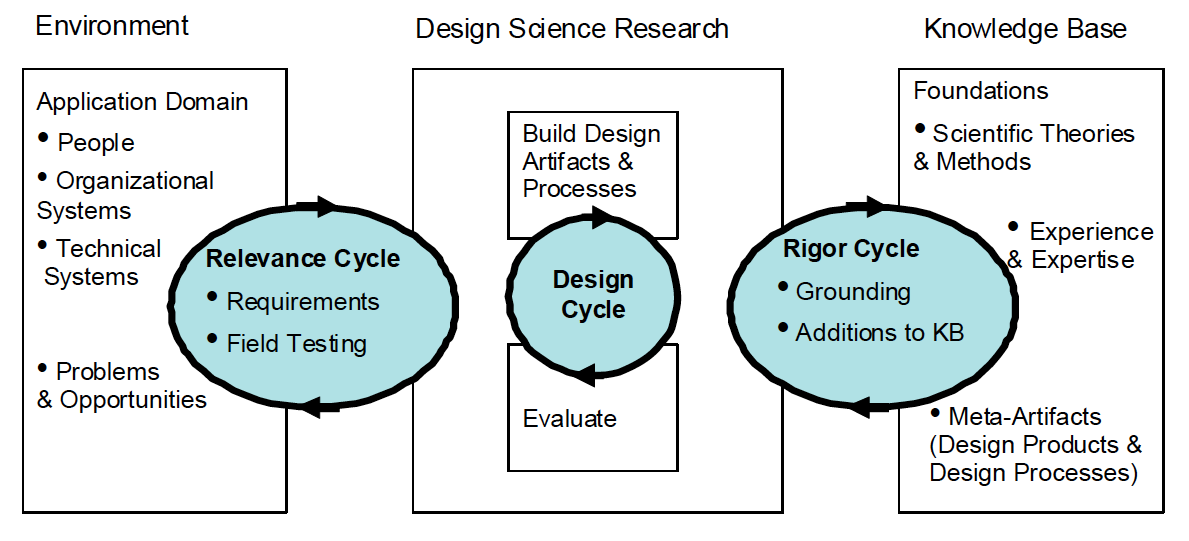 Environment
Design Science Research
Knowledge Base
Application Domain
• People
• Organizational
Systems
• Technical
Systems
• Problems
& Opportunities
Relevance Cycle
• Requirements
• Field Testing
Build Design
Artifacts &
Processes
Design
Cycle
Evaluate
Rigor Cycle
• Grounding
• Additions to KB
Foundations
• Scientific Theories
& Methods
• Experience
& Expertise
• Meta-Artifacts
(Design Products &
Design Processes)